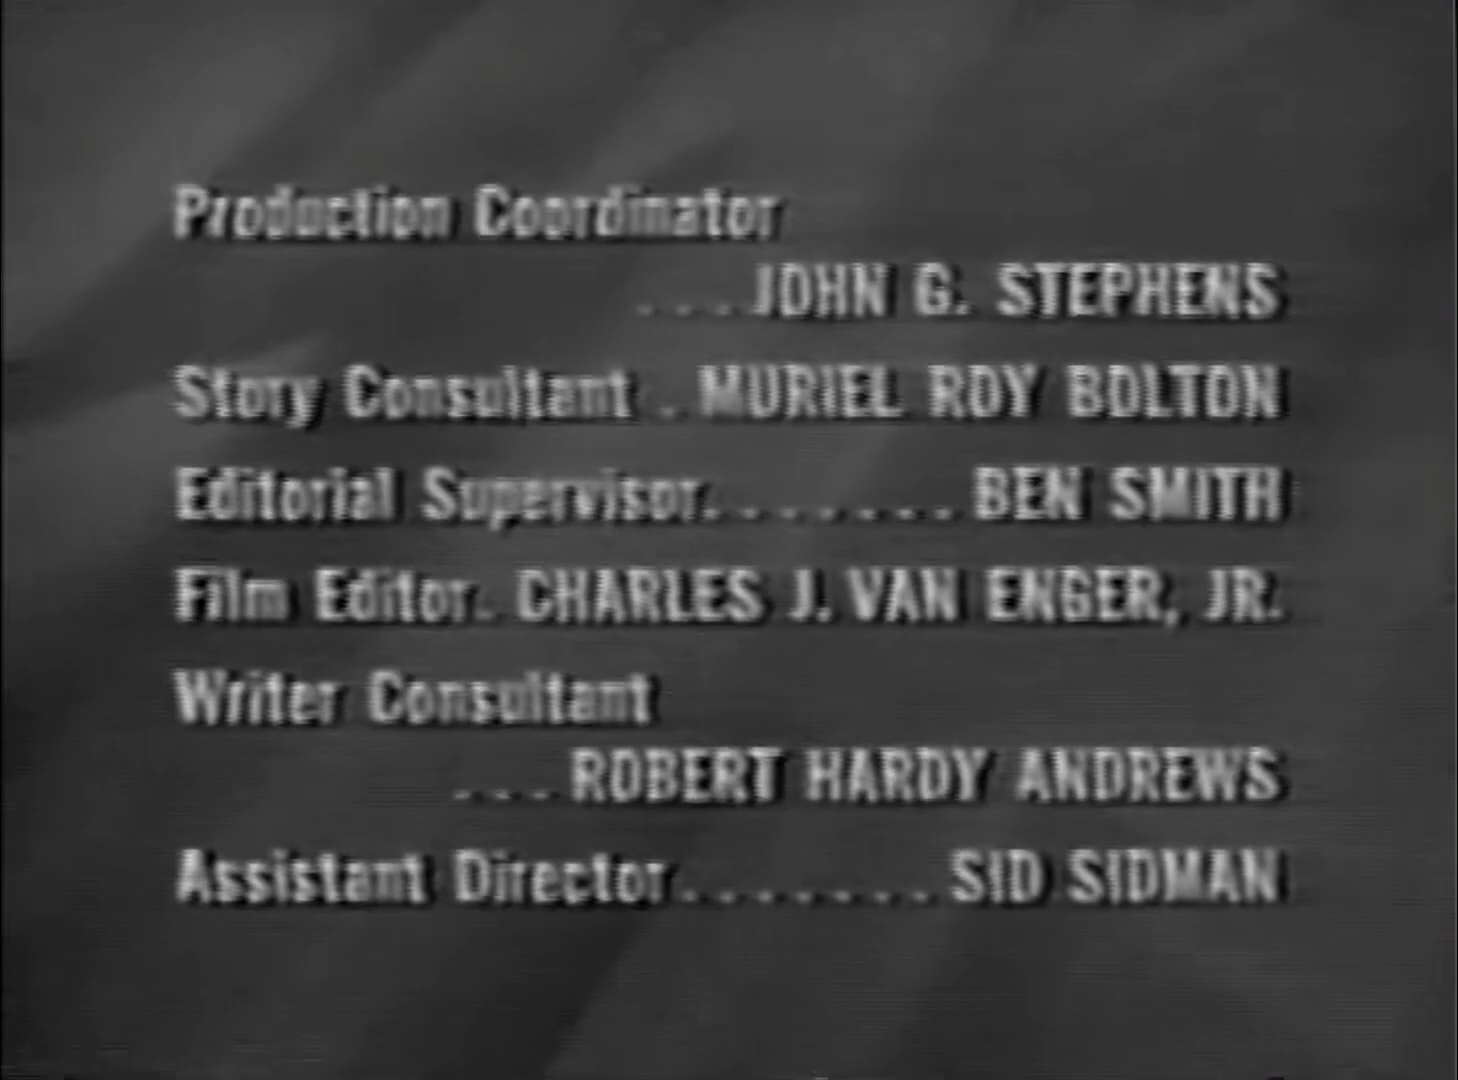 Production Coordinator
....JOHN G. STEPHENS
Story Consultant . MURIEL ROY BOLTON
Editorial Supervisor. . . . . . . BEN SMITH
Film Editor. CHARLES J. VAN ENGER, JR.
Writer Consultant
...ROBERT HARDY ANDREWS
Assistant Director. . . . . . . SID SIDMAN